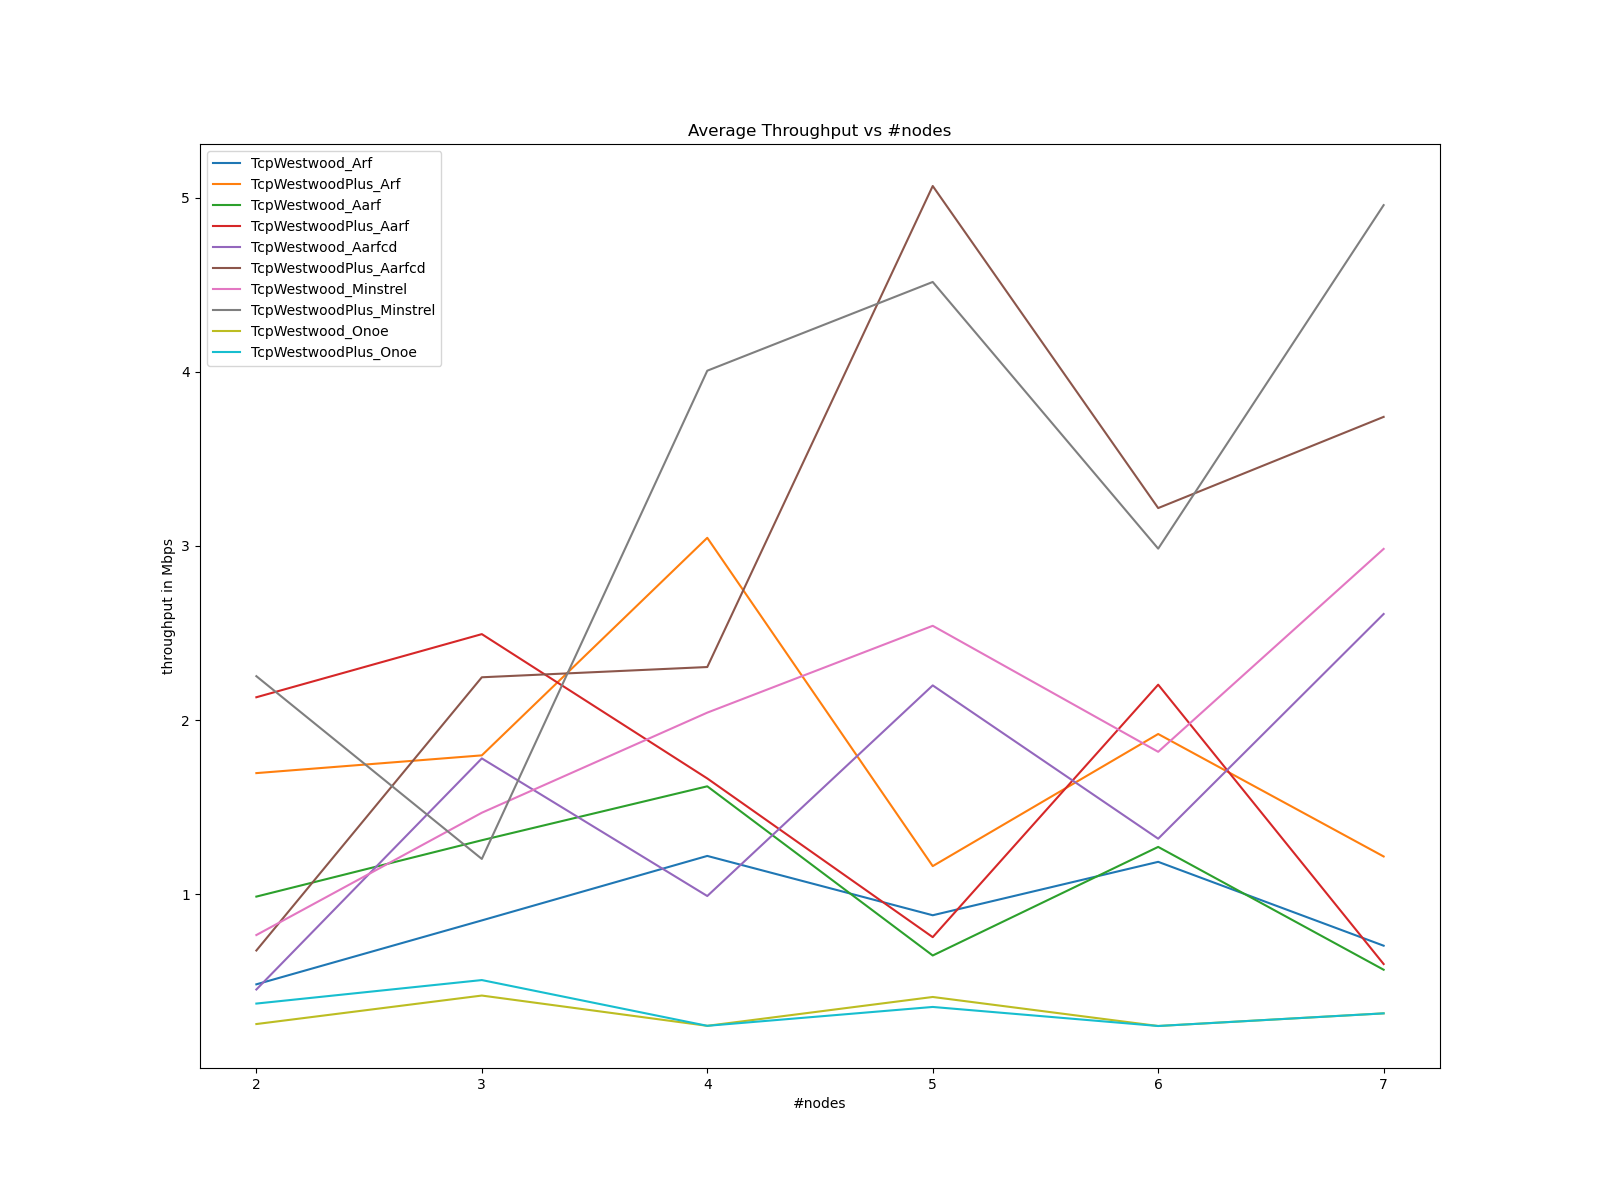 Average Throughput vs #nodes
TcpWestwood_Arf
TcpWestwoodPlus_Arf
TcpWestwood_Aarf
TcpWestwoodPlus_Aarf
TcpWestwood_Aarfcd
TcpWestwoodPlus_Aarfcd
TcpWestwood_Minstrel
TcpWestwoodPlus_Minstrel
TcpWestwood_Onoe
TcpWestwoodPlus_Onoe
5
4
3
2
1
throughput in Mbps
2 3 4 5 6 7
#nodes